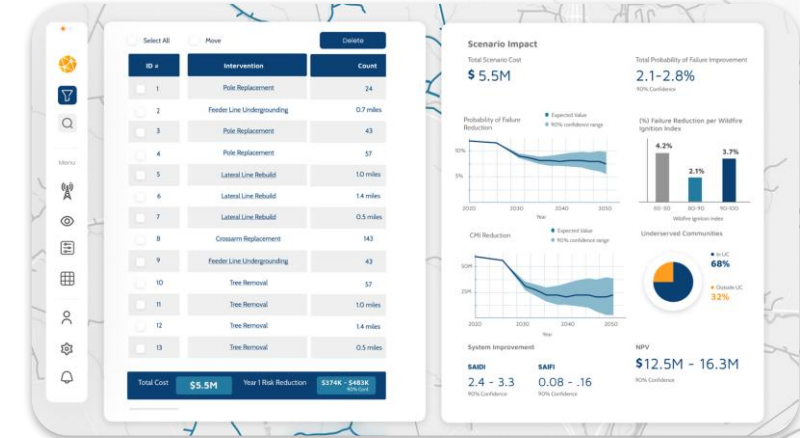 Select All Move Delete
ID # Intervention Count
1 Pole Replacement 24
2 Feeder Line Undergrounding 0.7 miles
3 Pole Replacement 43
4 Pole Replacement 57
5 Lateral Line Rebuild 1.0 miles
6 Lateral Line Rebuild 1.4 miles
7 Lateral Line Rebuild 0.5 miles
8 Crossarm Replacement 143
9 Feeder Line Undergrounding 43
10 Tree Removal 57
11 Tree Removal 1.0 miles
12 Tree Removal 1.4 miles
13 Tree Removal 0.5 miles
Total Cost $5.5M Year 1 Risk Reduction $374K - $483K
90% Conf.
Menu
Scenario Impact
Total Scenario Cost
$ 5.5M
Total Probability of Failure Improvement
2.1-2.8%
90% Confidence
Probability of Failure
Reduction
Expected Value
90% confidence range
10%
5%
2020 2030 2040 2050
Year
(%) Failure Reduction per Wildfire
Ignition Index
4.2%
2.1%
3.7%
80-90 90-100
Wildfire Ignition Index
CMI Reduction
Expected Value
90% confidence range
50M
25M
2020 2030 2040 2050
Year
Underserved Communities
In UC
68%
Outside UC
32%
System Improvement
SAIDI
2.4 - 3.3
90% Confidence
SAIFI
0.08 - .16
90% Confidence
NPV
$12.5M - 16.3M
90% Confidence